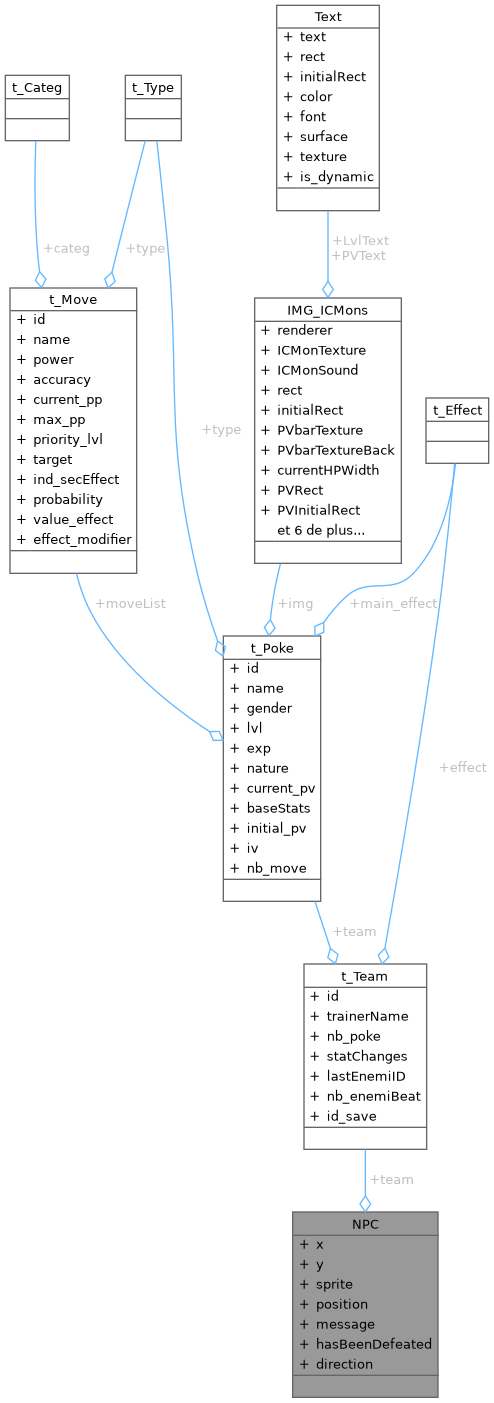 Text
+ text
+ rect
+ initialRect
+ color
+ font
+ surface
+ texture
+ is_dynamic
t_Categ
t_Type
+categ
+type
+LvlText
+PVText
t_Move
+ id
+ name
+ power
+ accuracy
+ current_pp
+ max_pp
+ priority_lvl
+ target
+ ind_secEffect
+ probability
+ value_effect
+ effect_modifier
+type
IMG_ICMons
+ renderer
+ ICMonTexture
+ ICMonSound
+ rect
+ initialRect
+ PVbarTexture
+ PVbarTextureBack
+ currentHPWidth
+ PVRect
+ PVInitialRect
et 6 de plus...
t_Effect
+moveList
+img
+main_effect
t_Poke
+ id
+ name
+ gender
+ lvl
+ exp
+ nature
+ current_pv
+ baseStats
+ initial_pv
+ iv
+ nb_move
+effect
+team
t_Team
+ id
+ trainerName
+ nb_poke
+ statChanges
+ lastEnemiID
+ nb_enemiBeat
+ id_save
+team
NPC
+ x
+ y
+ sprite
+ position
+ message
+ hasBeenDefeated
+ direction